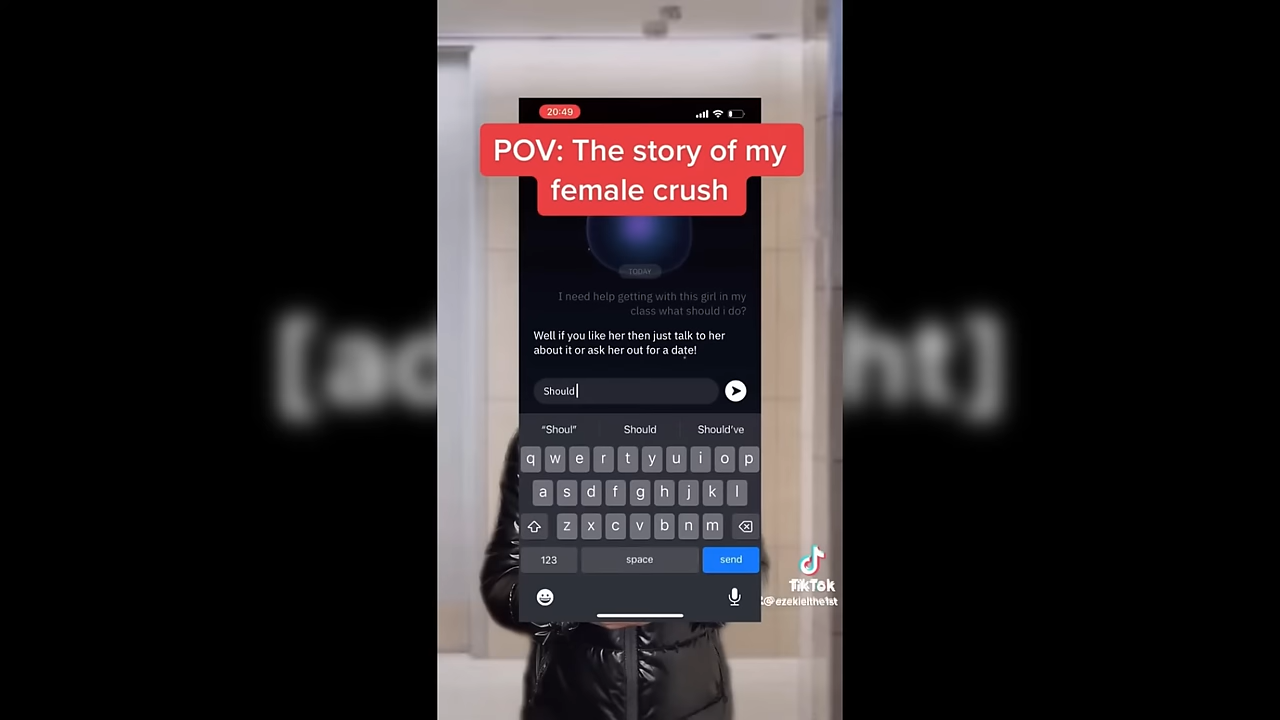 20:49
POV: The story of my
female crush
TODAY
I need help getting with this girl in my
class what should i do?
Well if you like her then just talk to her
about it or ask her out for a date!
Should
"Shoul"
Should
Should've
q w e r t y u i o p
a s d f g h j k l
z x c v b n m
123
space
send
TikTok
@ezekielthe1st